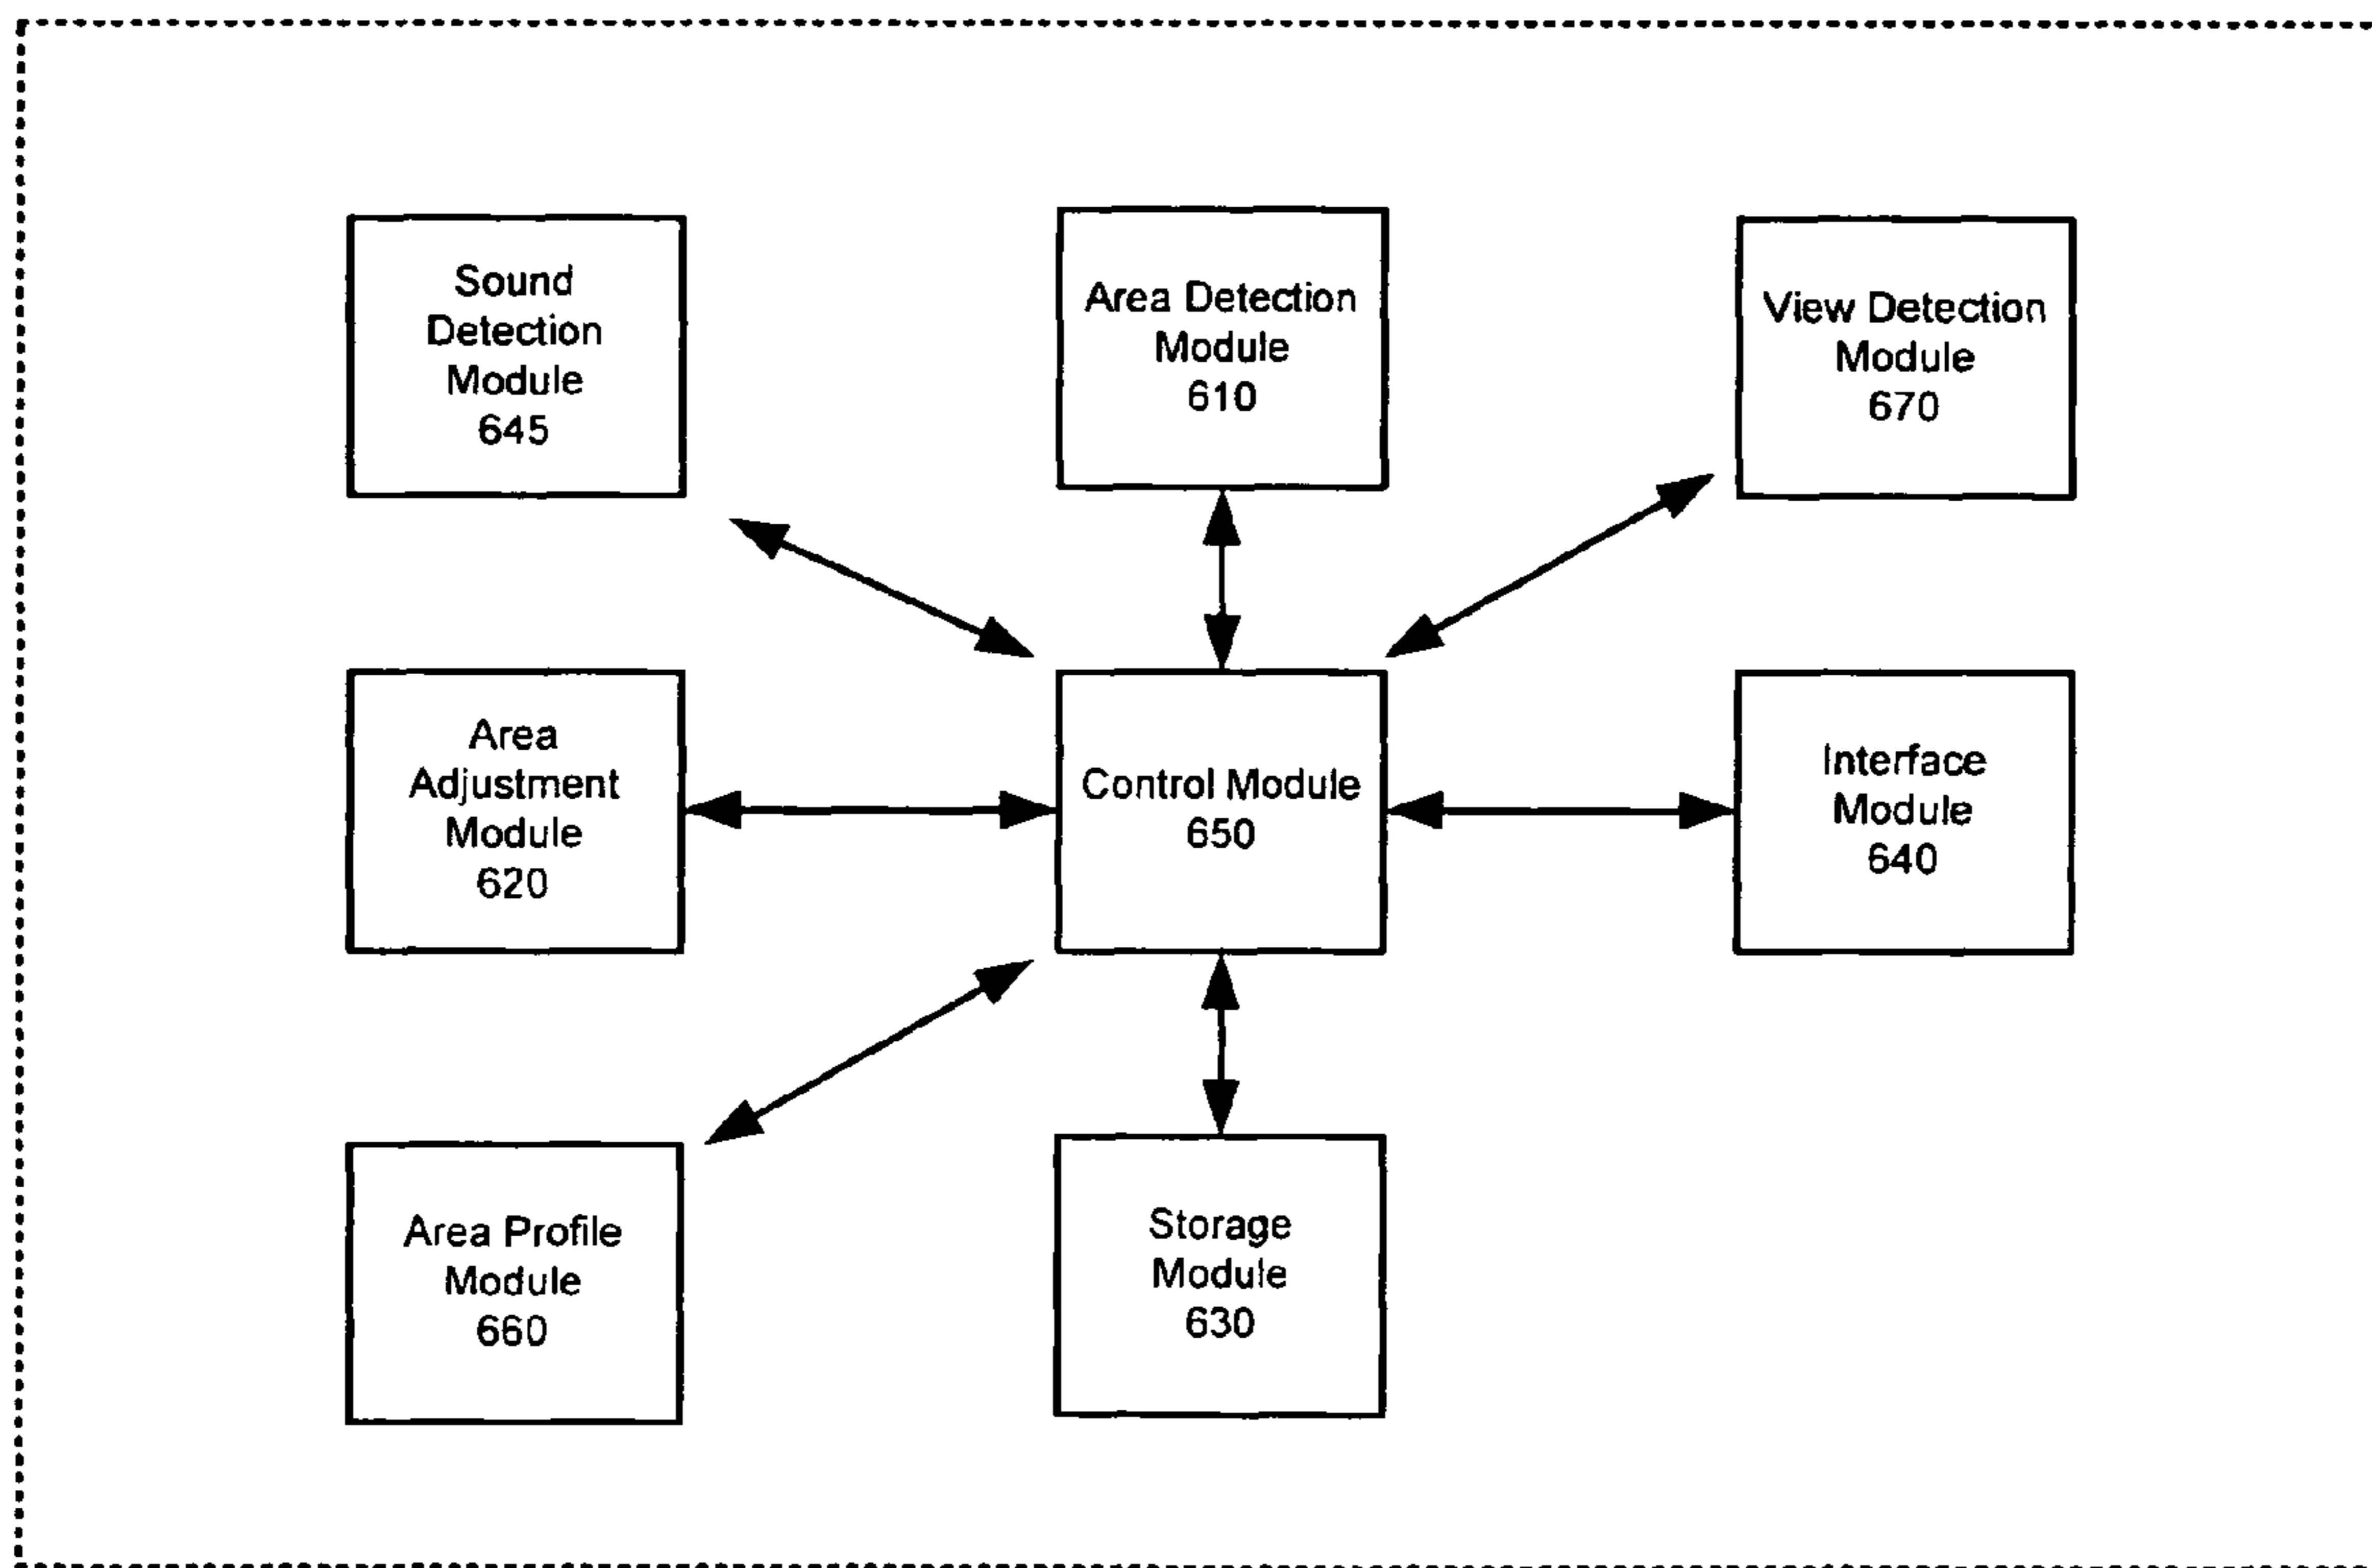 Sound
Detection
Module
645
Area Detection
Module
610
View Detection
Module
670
Area
Adjustment
Module
620
Control Module
650
Interface
Module
640
Area Profile
Module
660
Storage
Module
630